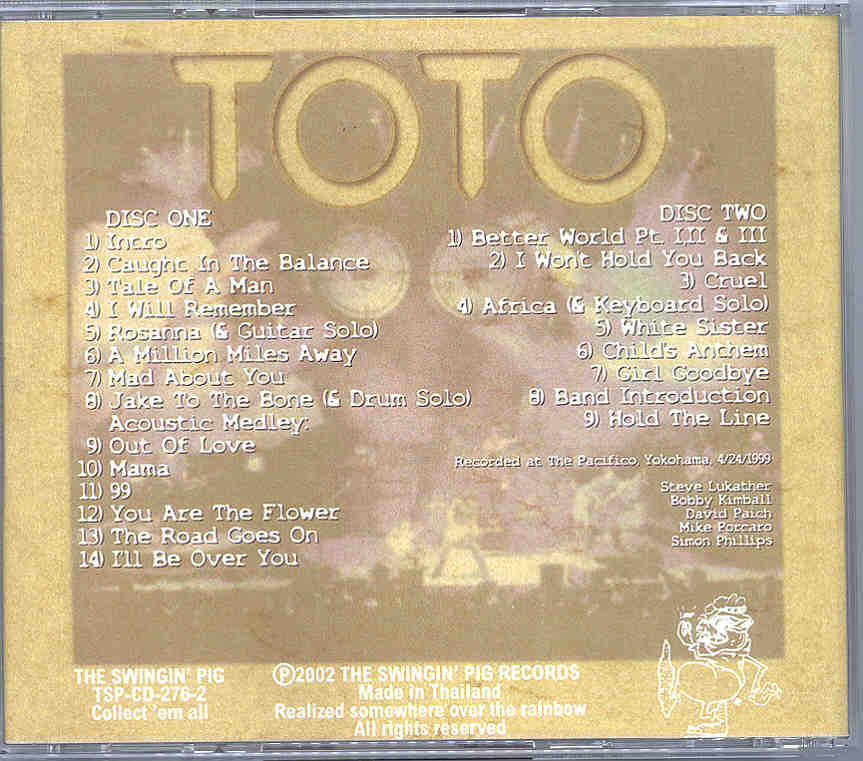 TOTO
DISC ONE
1) Intro
2) Caught In The Balance
3) Tale Of A Man
4) I Will Remember
5) Rosanna (& Guitar Solo)
6) A Million Miles Away
7) Mad About You
8) Jake To The Bone (& Drum Solo)
Acoustic Medley:
9) Out Of Love
10) Mama
11) 99
12) You Are The Flower
13) The Road Goes On
14) I'll Be Over You
DISC TWO
1) Better World Pt. I,II & III
2) I Won't Hold You Back
3) Cruel
4) Africa (& Keyboard Solo)
5) White Sister
6) Child's Anthem
7) Girl Goodbye
8) Band Introduction
9) Hold The Line
Recorded at The Pacifico, Yokohama, 4/24/1999
Steve Lukather
Bobby Kimball
David Paich
Mike Porcaro
Simon Phillips
THE SWINGIN' PIG
TSP-CD-276-2
Collect 'em all
Ⓟ2002 THE SWINGIN' PIG RECORDS
Made in Thailand
Realized somewhere over the rainbow
All rights reserved